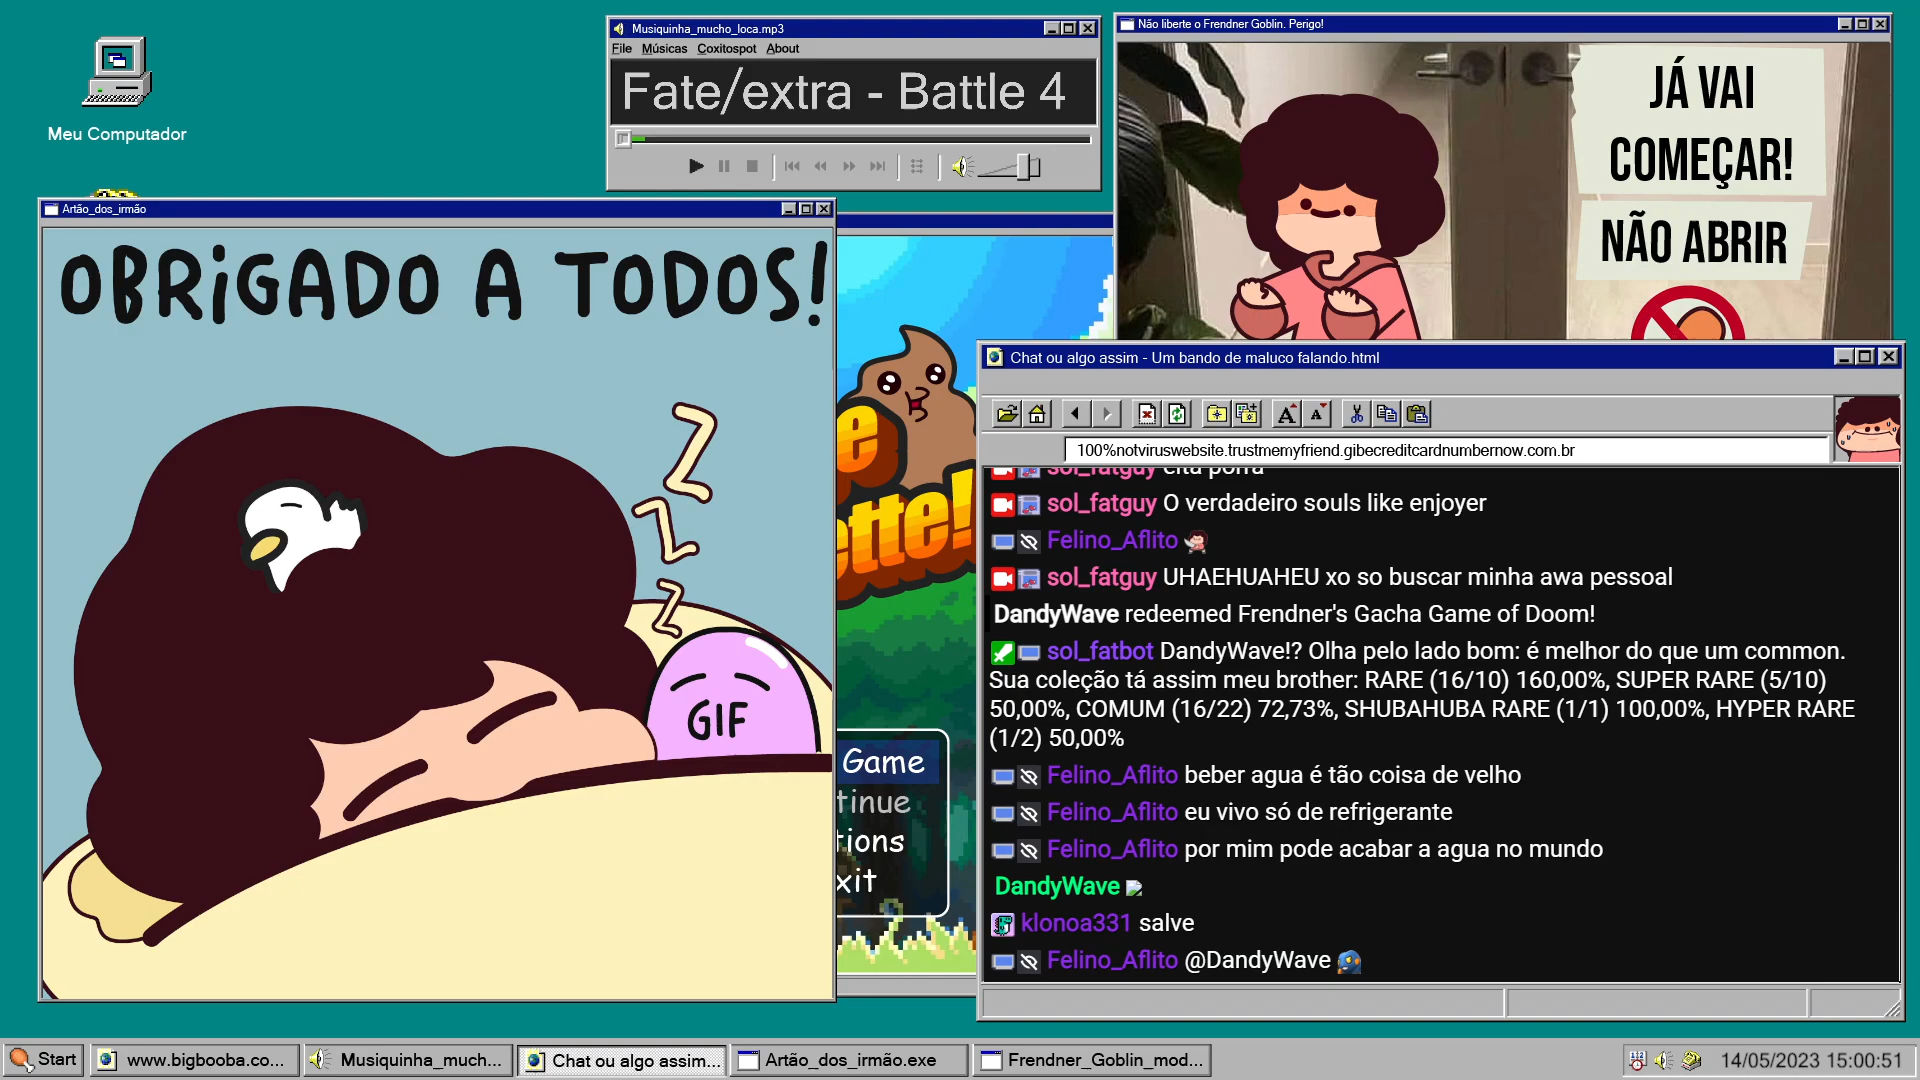 Meu Computador
Musiquinha_mucho_loca.mp3
File Músicas Coxitospot About
Fate/extra - Battle 4
Não liberte o Frendner Goblin. Perigo!
JÁ VAI
COMEÇAR!
NÃO ABRIR
Artão_dos_irmão
OBRIGADO A TODOS!
Z
Z
Z
GIF
e
ette!
Game
tinue
tions
xit
Chat ou algo assim - Um bando de maluco falando.html
100%notviruswebsite.trustmemyfriend.gibecreditcardnumbernow.com.br
sol_fatguy eita porra
sol_fatguy O verdadeiro souls like enjoyer
Felino_Aflito
sol_fatguy UHAEHUAHEU xo so buscar minha awa pessoal
DandyWave redeemed Frendner's Gacha Game of Doom!
sol_fatbot DandyWave!? Olha pelo lado bom: é melhor do que um common.
Sua coleção tá assim meu brother: RARE (16/10) 160,00%, SUPER RARE (5/10)
50,00%, COMUM (16/22) 72,73%, SHUBAHUBA RARE (1/1) 100,00%, HYPER RARE
(1/2) 50,00%
Felino_Aflito beber agua é tão coisa de velho
Felino_Aflito eu vivo só de refrigerante
Felino_Aflito por mim pode acabar a agua no mundo
DandyWave
klonoa331 salve
Felino_Aflito @DandyWave
Start
www.bigbooba.co...
Musiquinha_much...
Chat ou algo assim...
Artão_dos_irmão.exe
Frendner_Goblin_mod...
14/05/2023 15:00:51